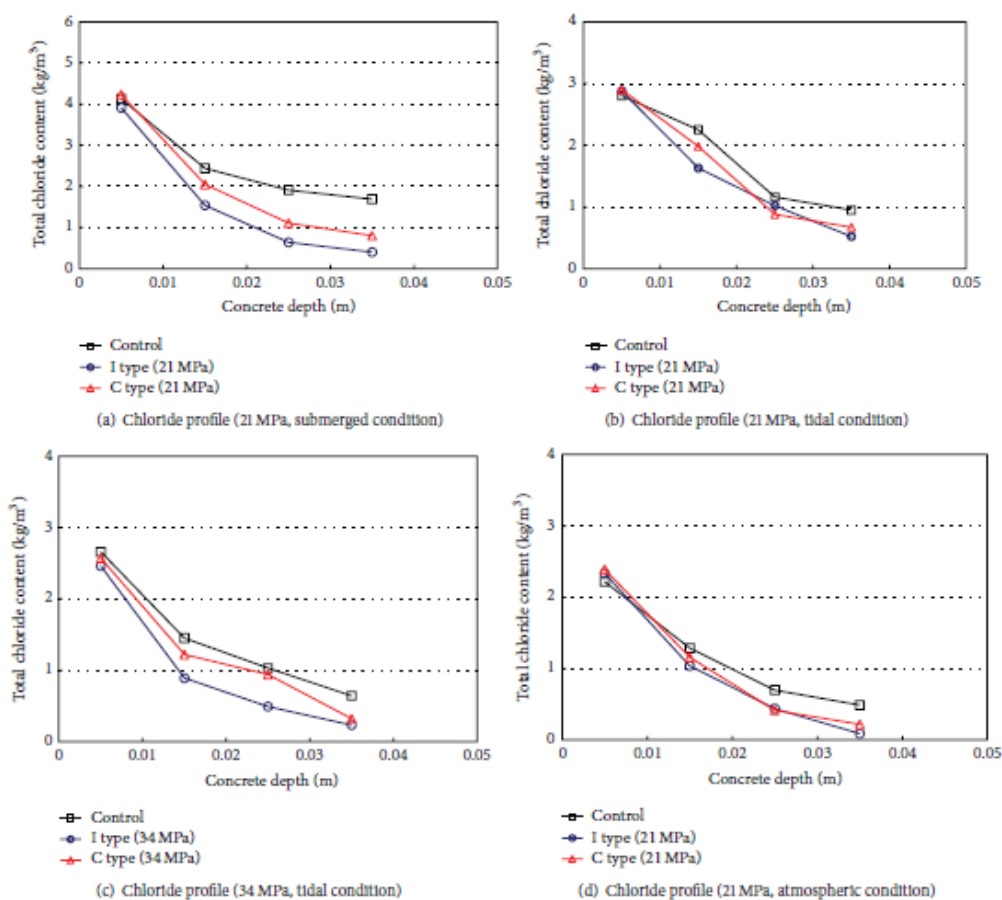 6
5
4
3
2
1
0
Total chloride content (kg/m³)
0 0.01 0.02 0.03 0.04 0.05
Concrete depth (m)
Control
I type (21 MPa)
C type (21 MPa)
(a) Chloride profile (21 MPa, submerged condition)
4
3
2
1
0
Total chloride content (kg/m³)
0 0.01 0.02 0.03 0.04 0.05
Concrete depth (m)
Control
I type (21 MPa)
C type (21 MPa)
(b) Chloride profile (21 MPa, tidal condition)
4
3
2
1
0
Total chloride content (kg/m³)
0 0.01 0.02 0.03 0.04 0.05
Concrete depth (m)
Control
I type (34 MPa)
C type (34 MPa)
(c) Chloride profile (34 MPa, tidal condition)
4
3
2
1
0
Total chloride content (kg/m³)
0 0.01 0.02 0.03 0.04 0.05
Concrete depth (m)
Control
I type (21 MPa)
C type (21 MPa)
(d) Chloride profile (21 MPa, atmospheric condition)